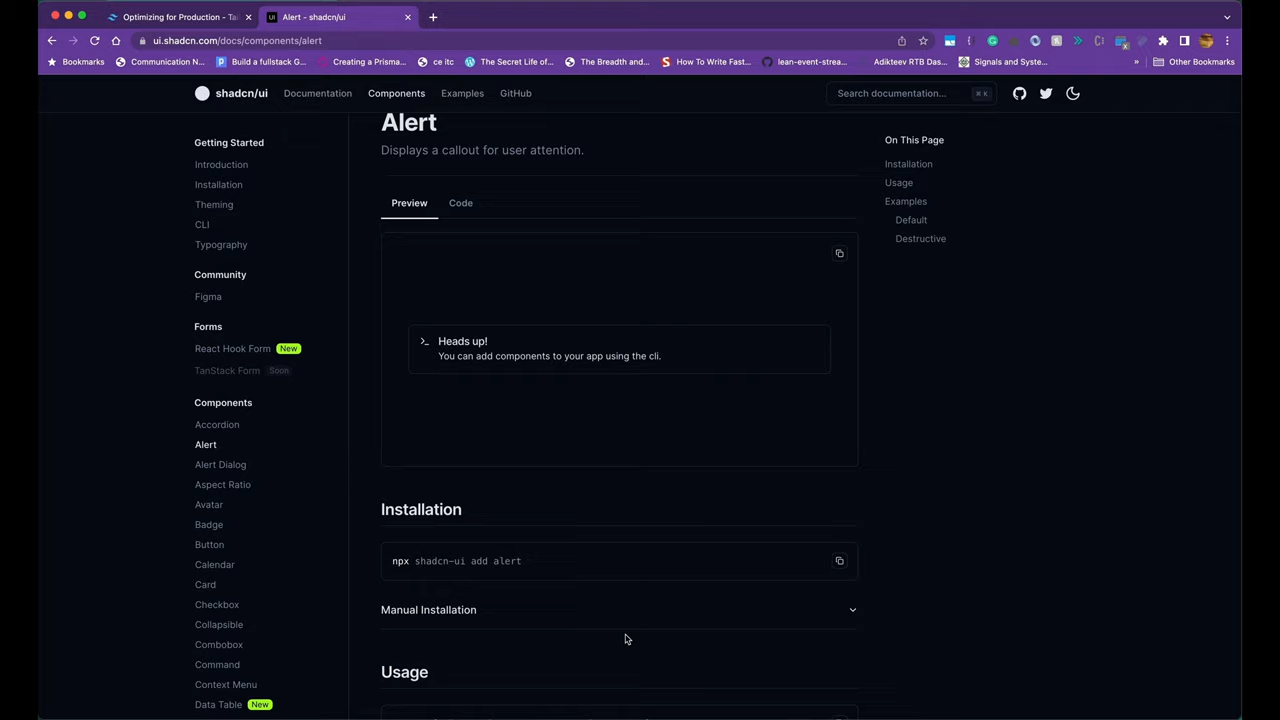 Optimizing for Production - Tai
Alert - shadcn/ui
ui.shadcn.com/docs/components/alert
Bookmarks
Communication N...
Build a fullstack G...
Creating a Prisma...
ce itc
The Secret Life of...
The Breadth and...
How To Write Fast...
lean-event-strea...
Adikteev RTB Das...
Signals and Syste...
»
Other Bookmarks
shadcn/ui
Documentation
Components
Examples
GitHub
Search documentation...
⌘ K
Getting Started
Introduction
Installation
Theming
CLI
Typography
Community
Figma
Forms
React Hook Form New
TanStack Form Soon
Components
Accordion
Alert
Alert Dialog
Aspect Ratio
Avatar
Badge
Button
Calendar
Card
Checkbox
Collapsible
Combobox
Command
Context Menu
Data Table New
Alert
Displays a callout for user attention.
Preview
Code
Heads up!
You can add components to your app using the cli.
Installation
npx shadcn-ui add alert
Manual Installation
Usage
On This Page
Installation
Usage
Examples
Default
Destructive